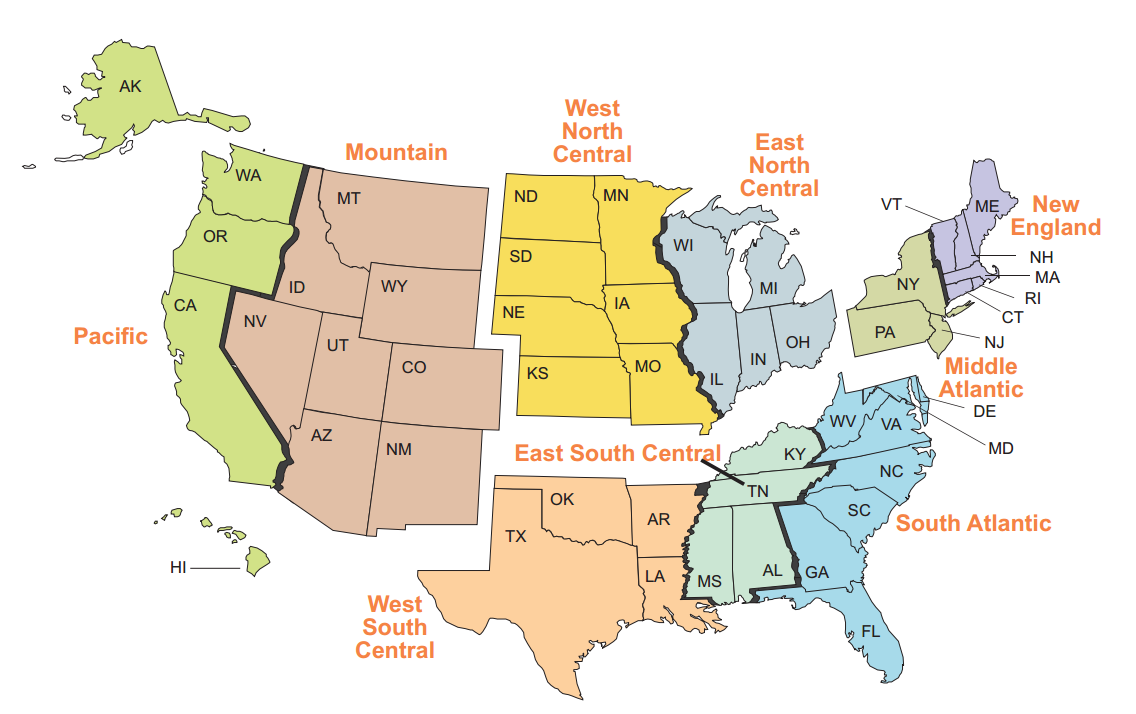 AK
West
North
Central
East
North
Central
Mountain
WA
MT
ND
MN
VT
ME
New
England
OR
WI
NH
SD
MA
ID
WY
MI
NY
RI
CA
NV
NE
IA
CT
Pacific
UT
PA
NJ
OH
IN
CO
KS
MO
IL
Middle
Atlantic
DE
WV
VA
AZ
NM
East South Central
KY
MD
NC
OK
TN
AR
SC
South Atlantic
TX
HI
LA
MS
AL
GA
West
South
Central
FL